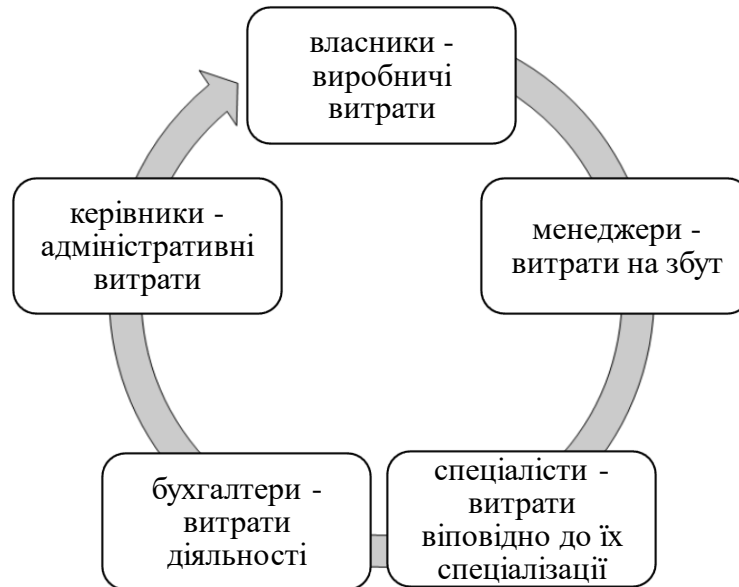 власники -
виробничі
витрати
менеджери -
витрати на збут
спеціалісти -
витрати
віповідно до їх
спеціалізації
бухгалтери -
витрати
діяльності
керівники -
адміністративні
витрати